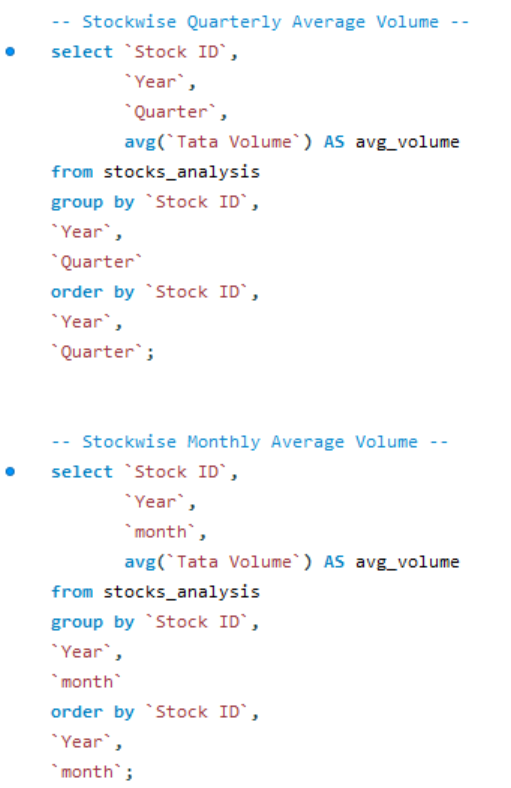 -- Stockwise Quarterly Average Volume --
select `Stock ID`,
`Year`,
`Quarter`,
avg(`Tata Volume`) AS avg_volume
from stocks_analysis
group by `Stock ID`,
`Year`,
`Quarter`
order by `Stock ID`,
`Year`,
`Quarter`;
-- Stockwise Monthly Average Volume --
select `Stock ID`,
`Year`,
`month`,
avg(`Tata Volume`) AS avg_volume
from stocks_analysis
group by `Stock ID`,
`Year`,
`month`
order by `Stock ID`,
`Year`,
`month`;